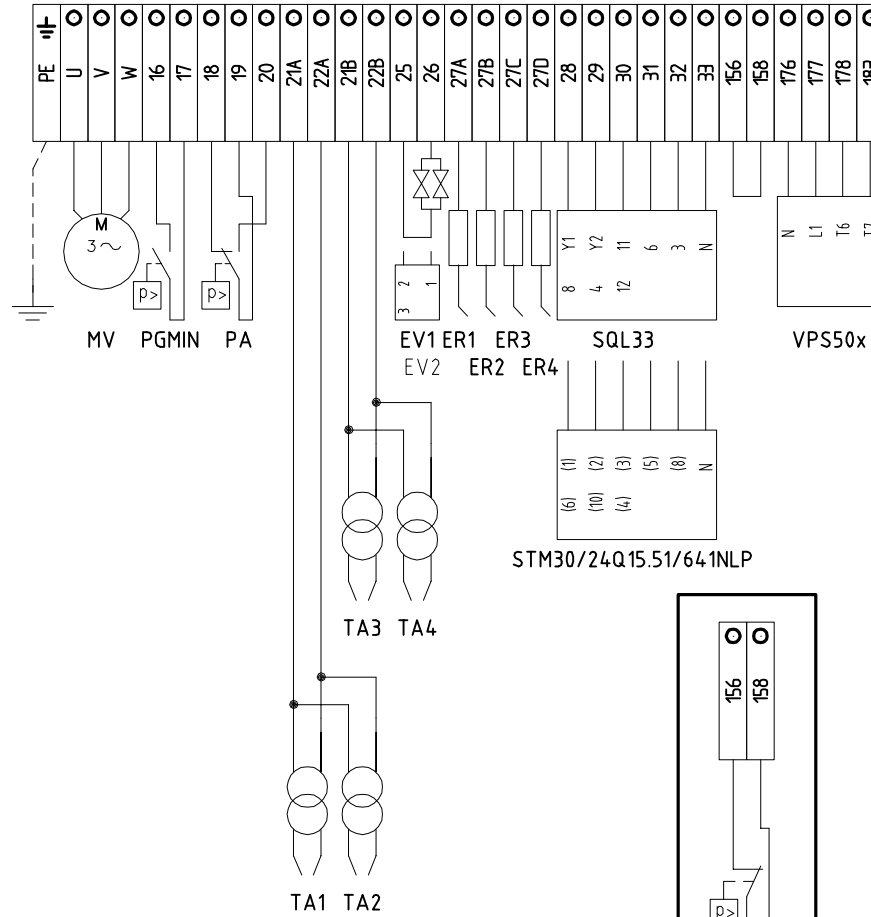 PE U V W 16 17 18 19 20 21A 22A 21B 22B 25 26 27A 27B 27C 27D 28 29 30 31 32 33 156 158 176 177 178 183
M
3~
Y1 Y2 11 6 3 N
N L1 T6 T7
p> p>
2 1
8 4 12
3
MV PGMIN PA EV1 ER1 ER3 SQL33 VPS50x
EV2 ER2 ER4
(1) (2) (3) (5) (8) N
(6) (10) (4)
STM30/24Q15.51/641NLP
TA3 TA4
156 158
TA1 TA2
p>